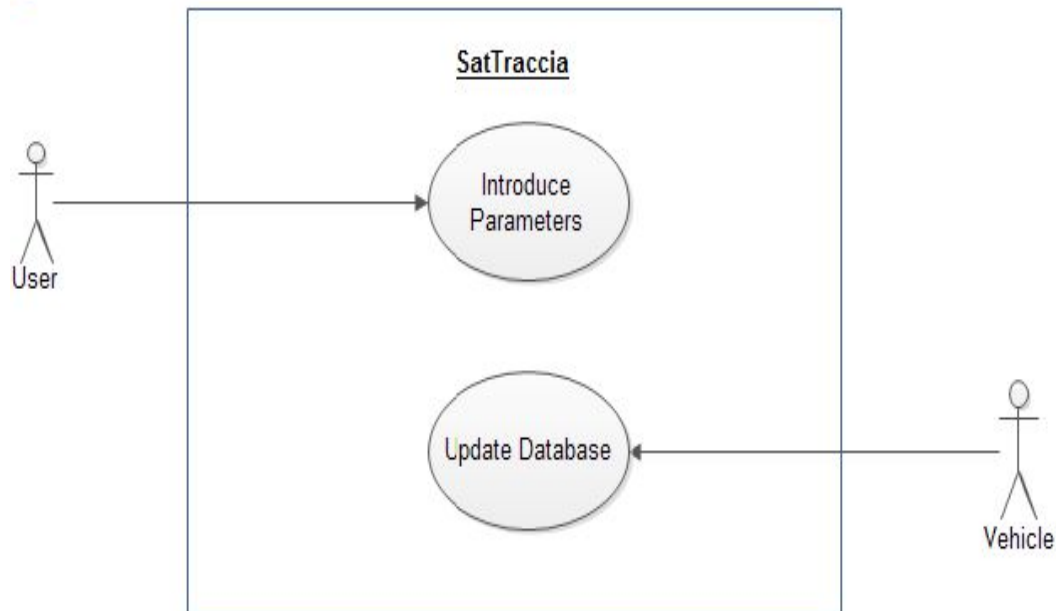 SatTraccia
Introduce
Parameters
User
Update Database
Vehicle